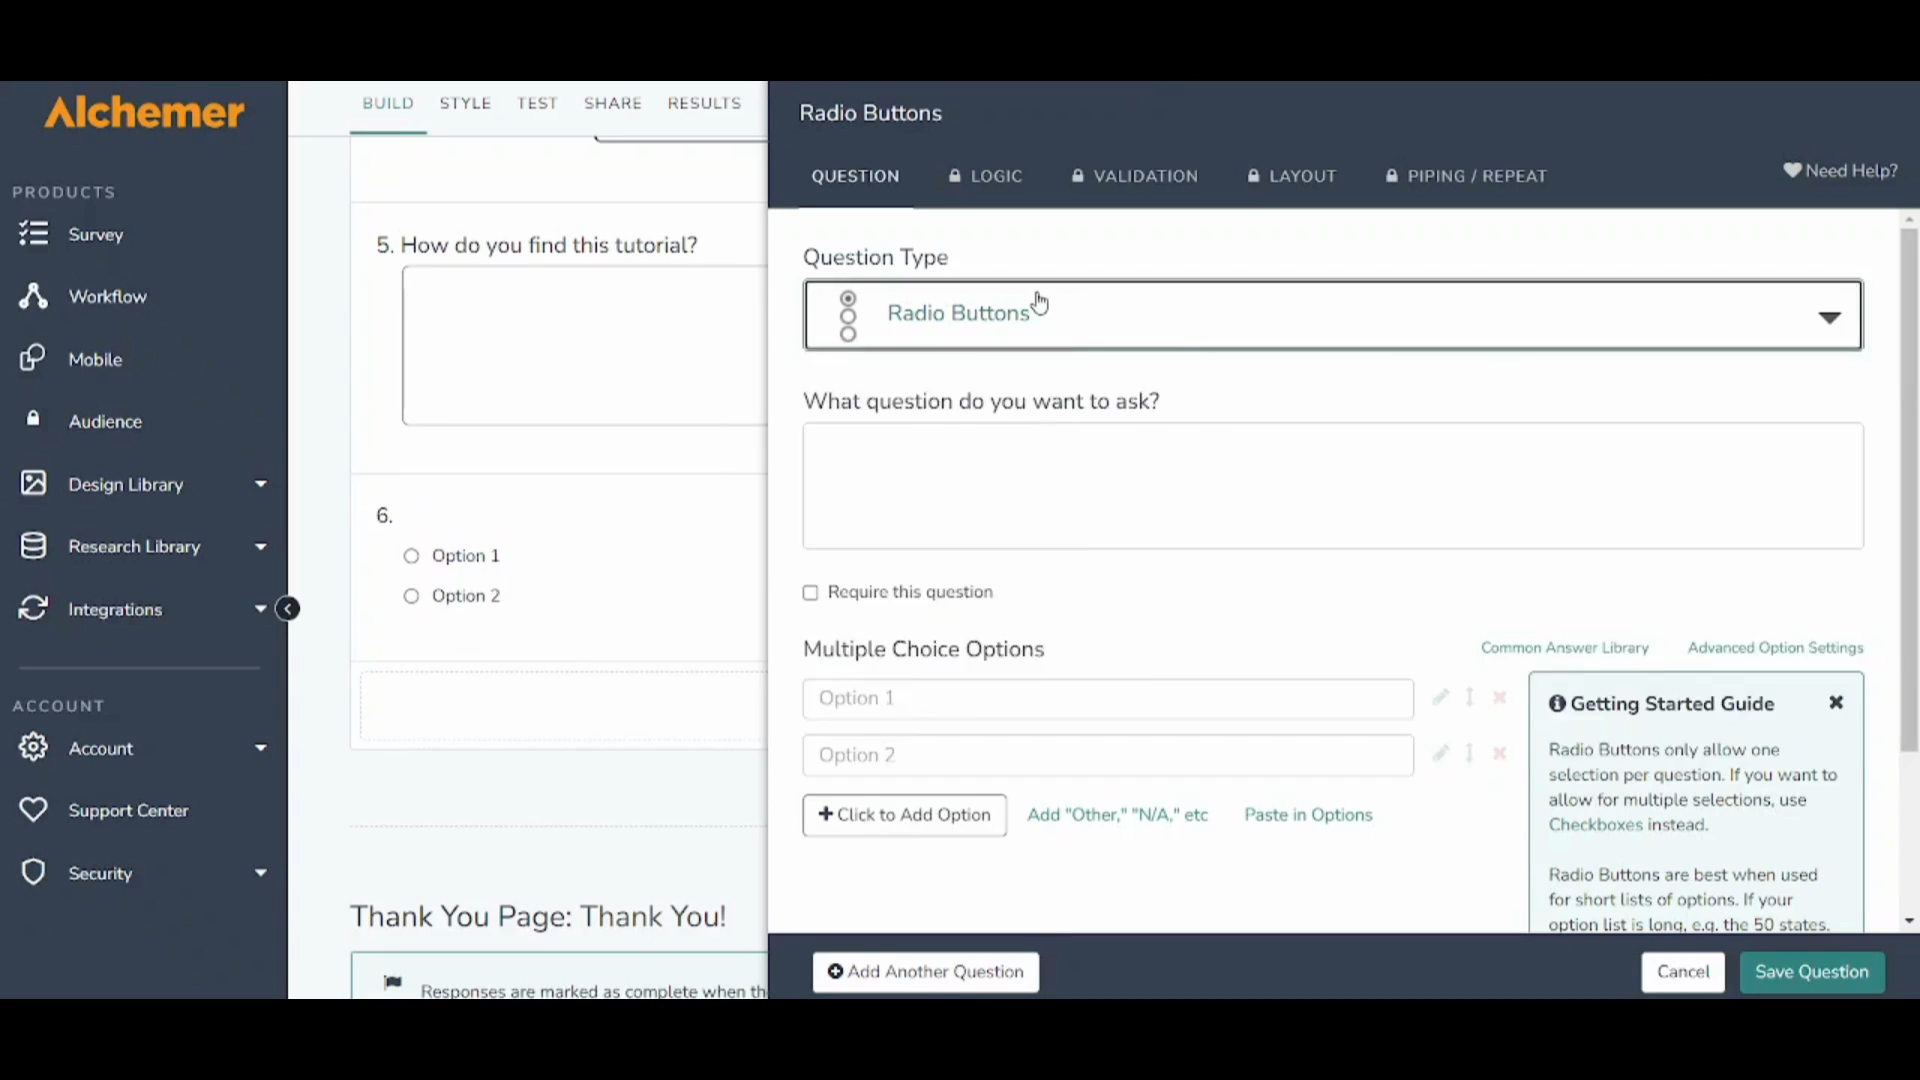 Alchemer
PRODUCTS
Survey
Workflow
Mobile
Audience
Design Library
Research Library
Integrations
ACCOUNT
Account
Support Center
Security
BUILD STYLE TEST SHARE RESULTS
5. How do you find this tutorial?
6.
Option 1
Option 2
Thank You Page: Thank You!
Responses are marked as complete when th
Radio Buttons
QUESTION LOGIC VALIDATION LAYOUT PIPING / REPEAT
Need Help?
Question Type
Radio Buttons
What question do you want to ask?
Require this question
Multiple Choice Options
Common Answer Library Advanced Option Settings
Option 1
Option 2
Click to Add Option Add "Other," "N/A," etc Paste in Options
Getting Started Guide
Radio Buttons only allow one
selection per question. If you want to
allow for multiple selections, use
Checkboxes instead.
Radio Buttons are best when used
for short lists of options. If your
option list is long, e.g. the 50 states,
Add Another Question
Cancel Save Question